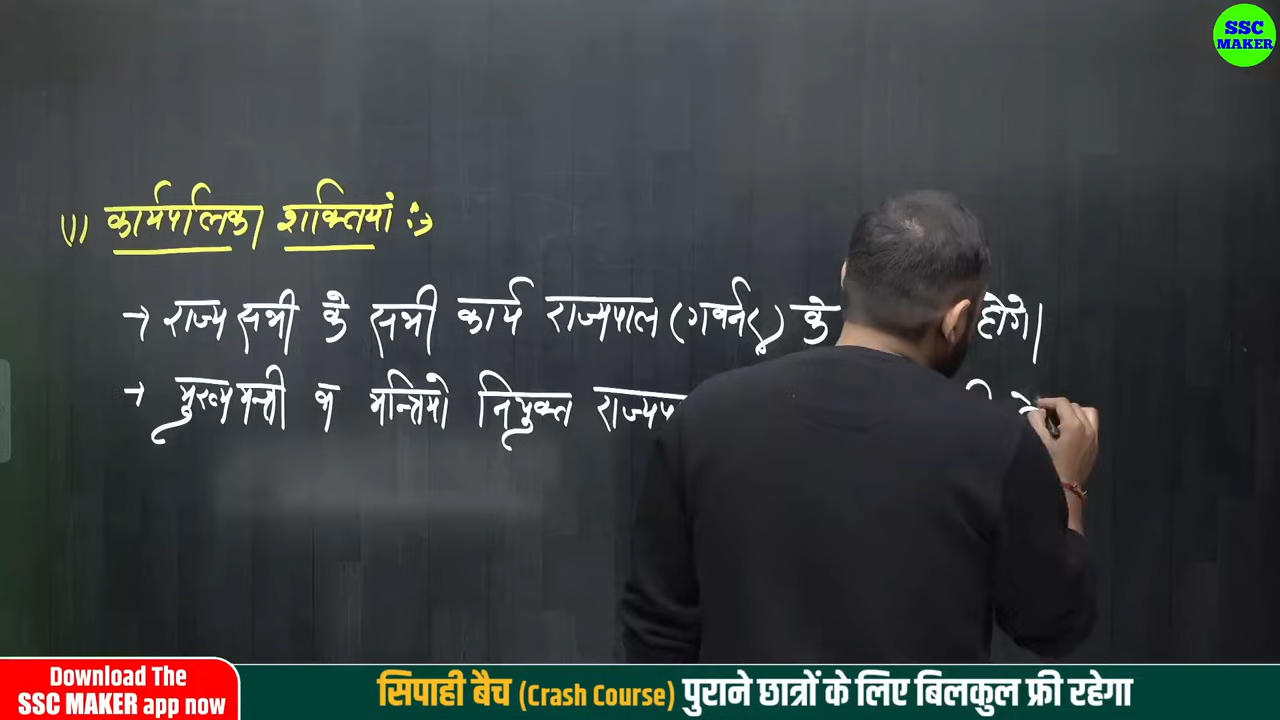 SSC
MAKER
(1) कार्यपालिका शक्तियां :→
→ राज्य सभी के सभी कार्य राज्यपाल (गवर्नर) के होंगे।
→ मुख्यमन्त्री व मन्त्रियो नियुक्त
Download The
SSC MAKER app now
सिपाही बैच (Crash Course) पुराने छात्रों के लिए बिलकुल फ्री रहेगा